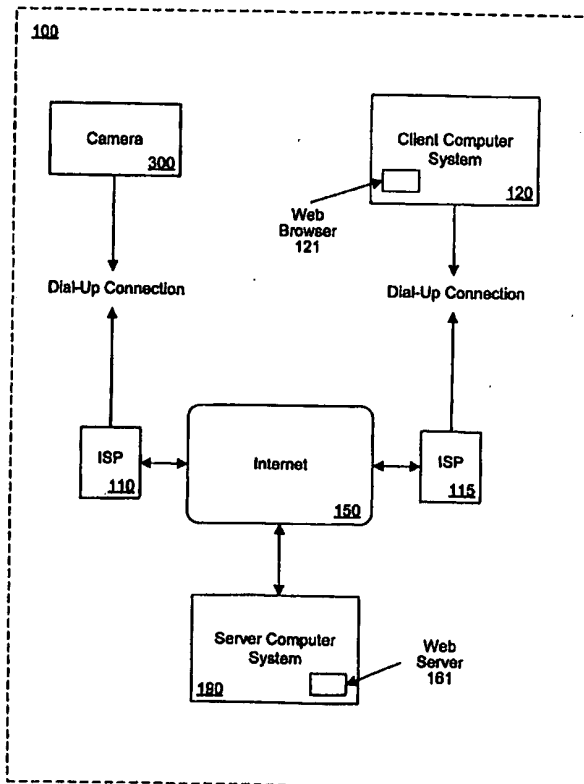 100
Camera
300
Client Computer
System
120
Web
Browser
121
Dial-Up Connection
Dial-Up Connection
ISP
110
Internet
150
ISP
115
Server Computer
System
190
Web
Server
161